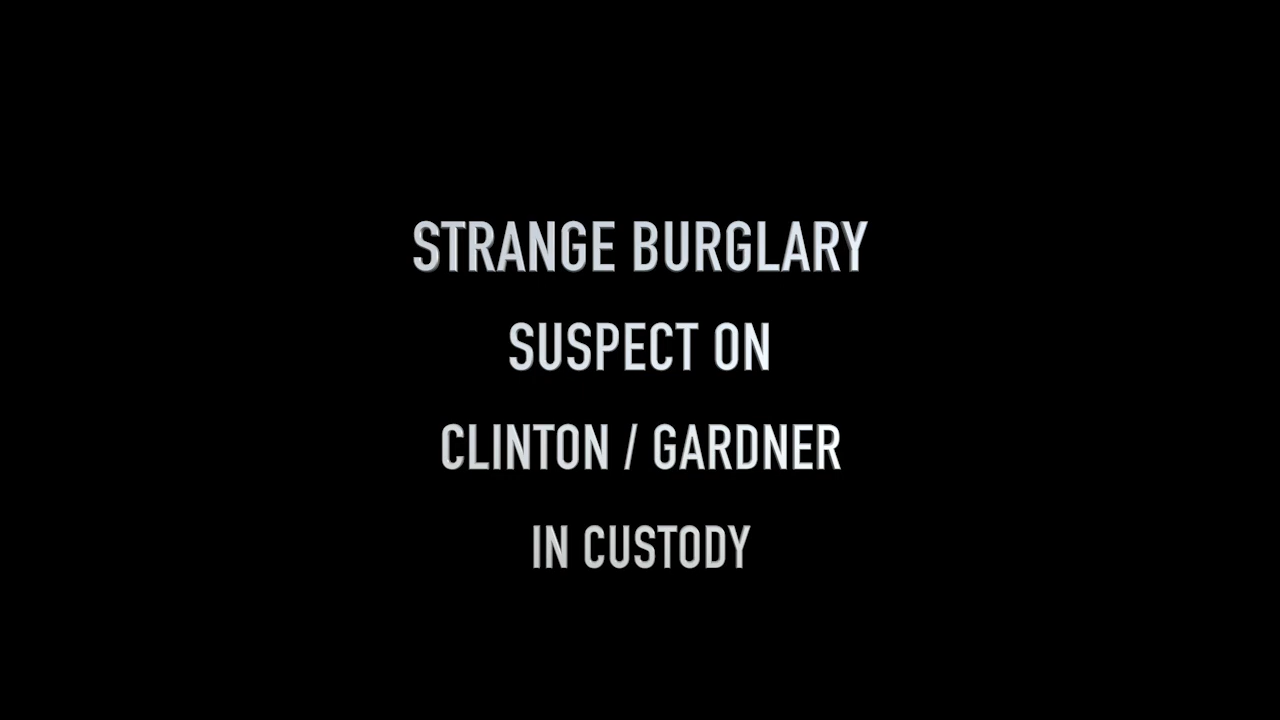 STRANGE BURGLARY
SUSPECT ON
CLINTON / GARDNER
IN CUSTODY